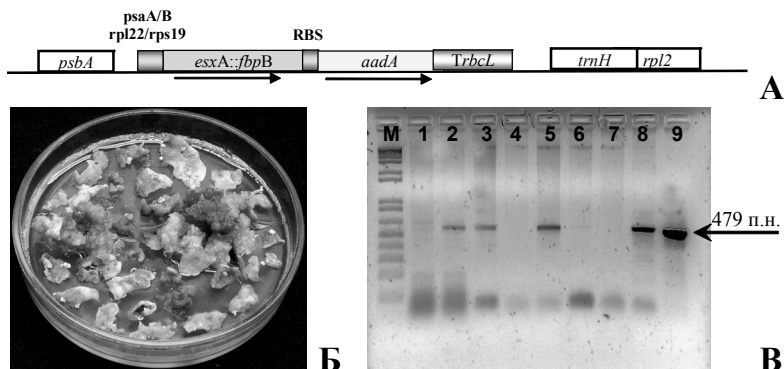 psaA/B
rpl22/rps19
RBS
psbA
esxA::fbpB
aadA
TrbcL
trnH
rpl2
А
М 1 2 3 4 5 6 7 8 9
479 п.н.
Б
В